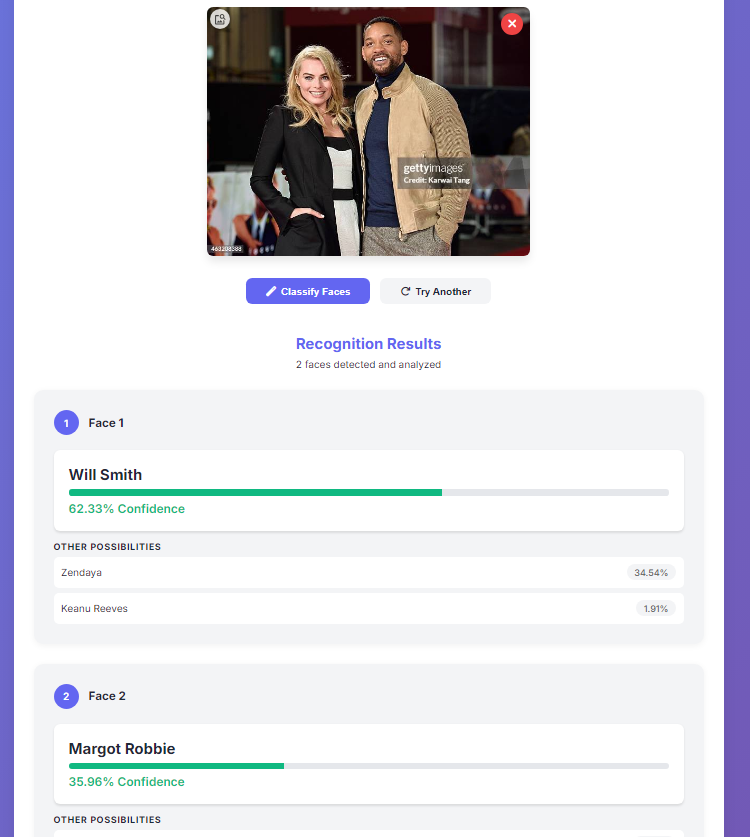 gettyimages
Credit: Karwai Tang
463208388
Classify Faces
Try Another
Recognition Results
2 faces detected and analyzed
1
Face 1
Will Smith
62.33% Confidence
OTHER POSSIBILITIES
Zendaya
34.54%
Keanu Reeves
1.91%
2
Face 2
Margot Robbie
35.96% Confidence
OTHER POSSIBILITIES